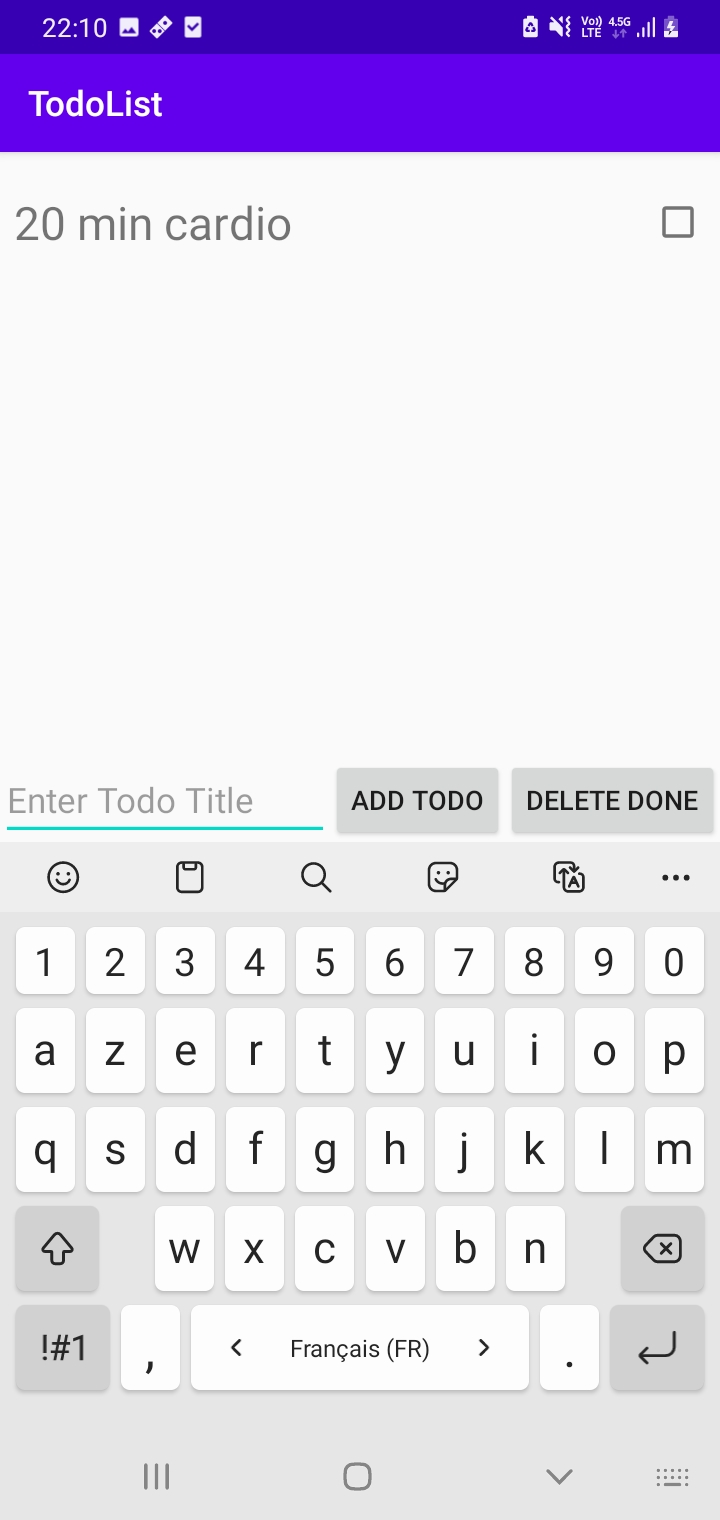 22:10 Vo)) LTE 4.5G
TodoList
20 min cardio
Enter Todo Title ADD TODO DELETE DONE
1 2 3 4 5 6 7 8 9 0
a z e r t y u i o p
q s d f g h j k l m
w x c v b n
!#1 , < Français (FR) > .